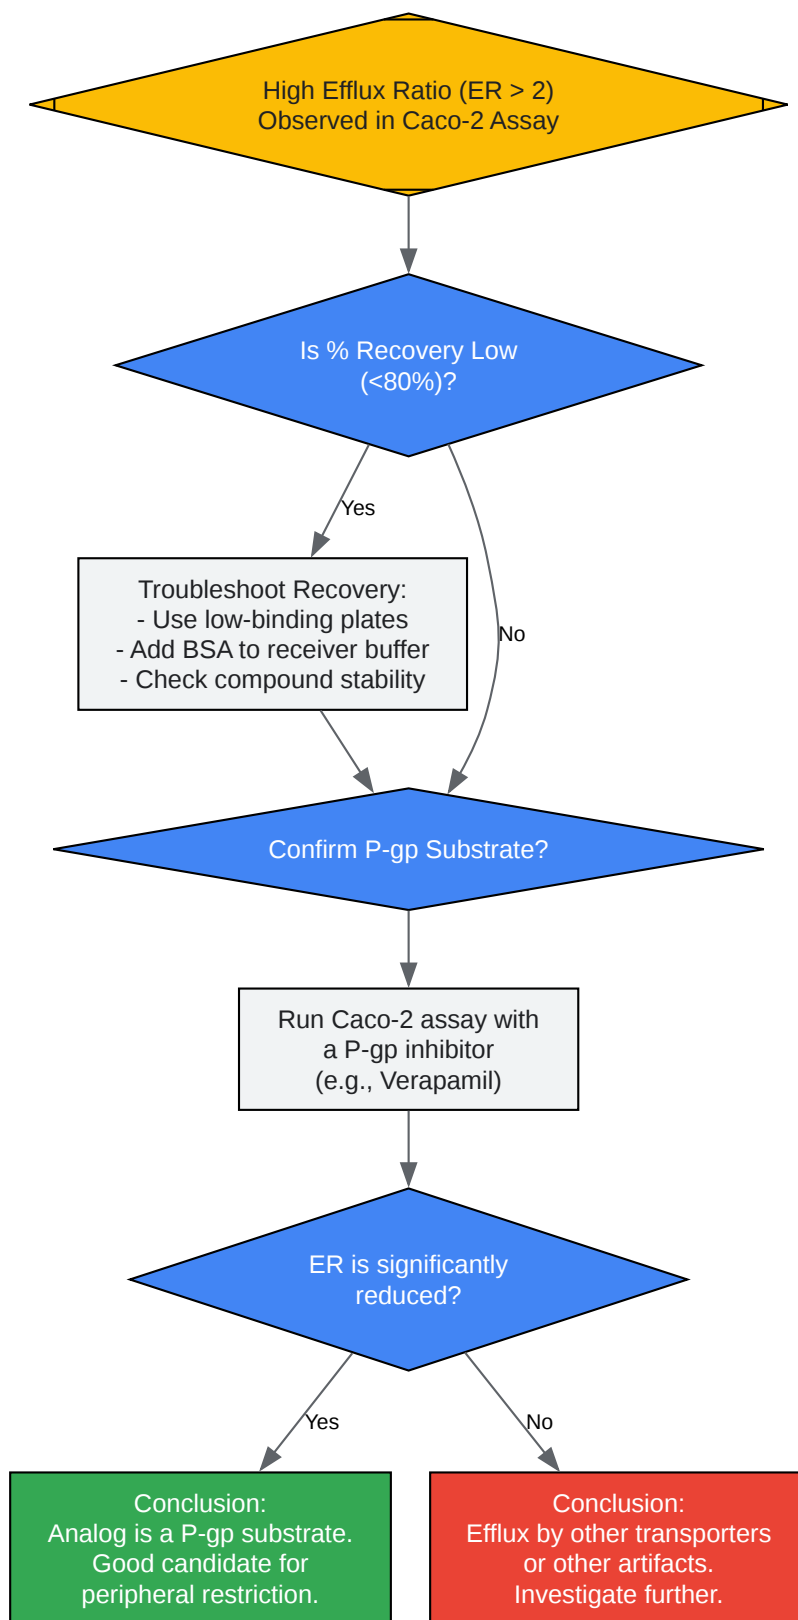 High Efflux Ratio (ER > 2)
Observed in Caco-2 Assay
Is % Recovery Low
(<80%)?
Yes
Troubleshoot Recovery:
- Use low-binding plates
- Add BSA to receiver buffer
- Check compound stability
No
Confirm P-gp Substrate?
Run Caco-2 assay with
a P-gp inhibitor
(e.g., Verapamil)
ER is significantly
reduced?
Yes
No
Conclusion:
Analog is a P-gp substrate.
Good candidate for
peripheral restriction.
Conclusion:
Efflux by other transporters
or other artifacts.
Investigate further.